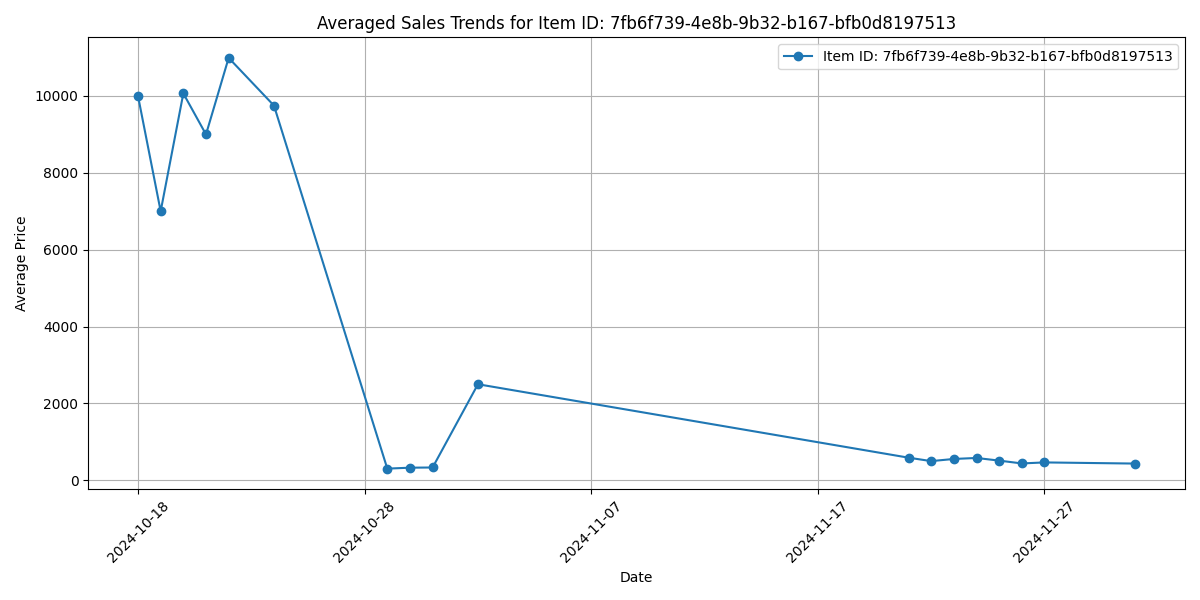 Averaged Sales Trends for Item ID: 7fb6f739-4e8b-9b32-b167-bfb0d8197513
Item ID: 7fb6f739-4e8b-9b32-b167-bfb0d8197513
Average Price
10000
8000
6000
4000
2000
0
2024-10-18
2024-10-28
2024-11-07
2024-11-17
2024-11-27
Date